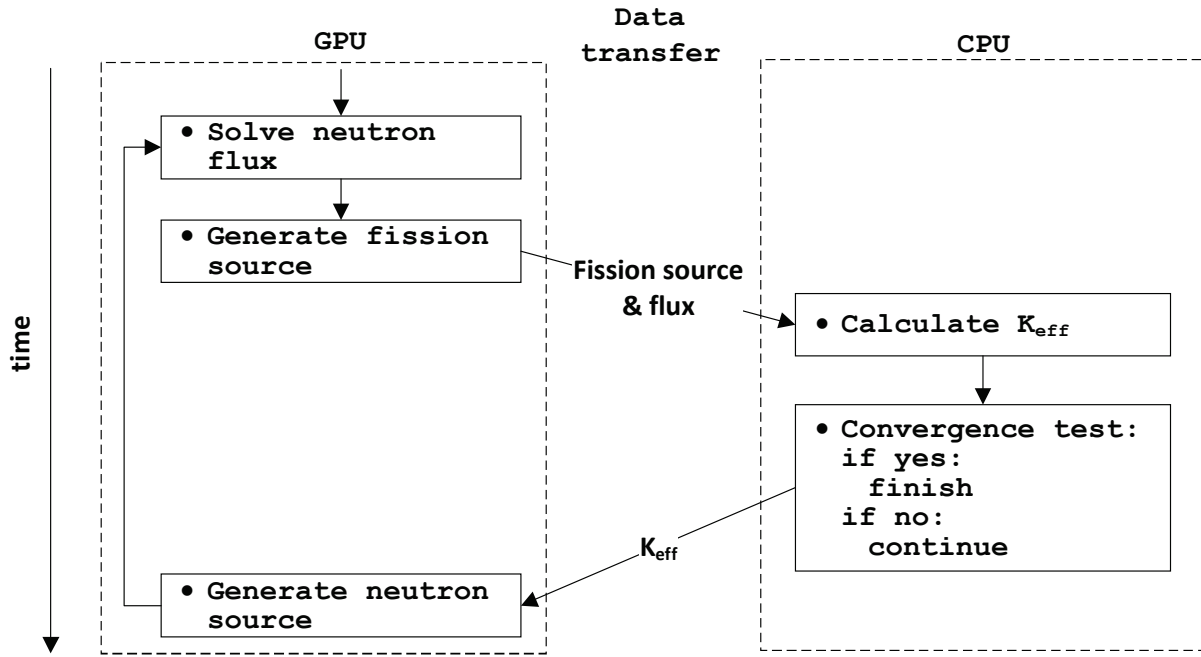 Data
transfer
GPU
CPU
time
• Solve neutron
flux
• Generate fission
source
Fission source
& flux
• Calculate Keff
• Convergence test:
if yes:
finish
if no:
continue
Keff
• Generate neutron
source